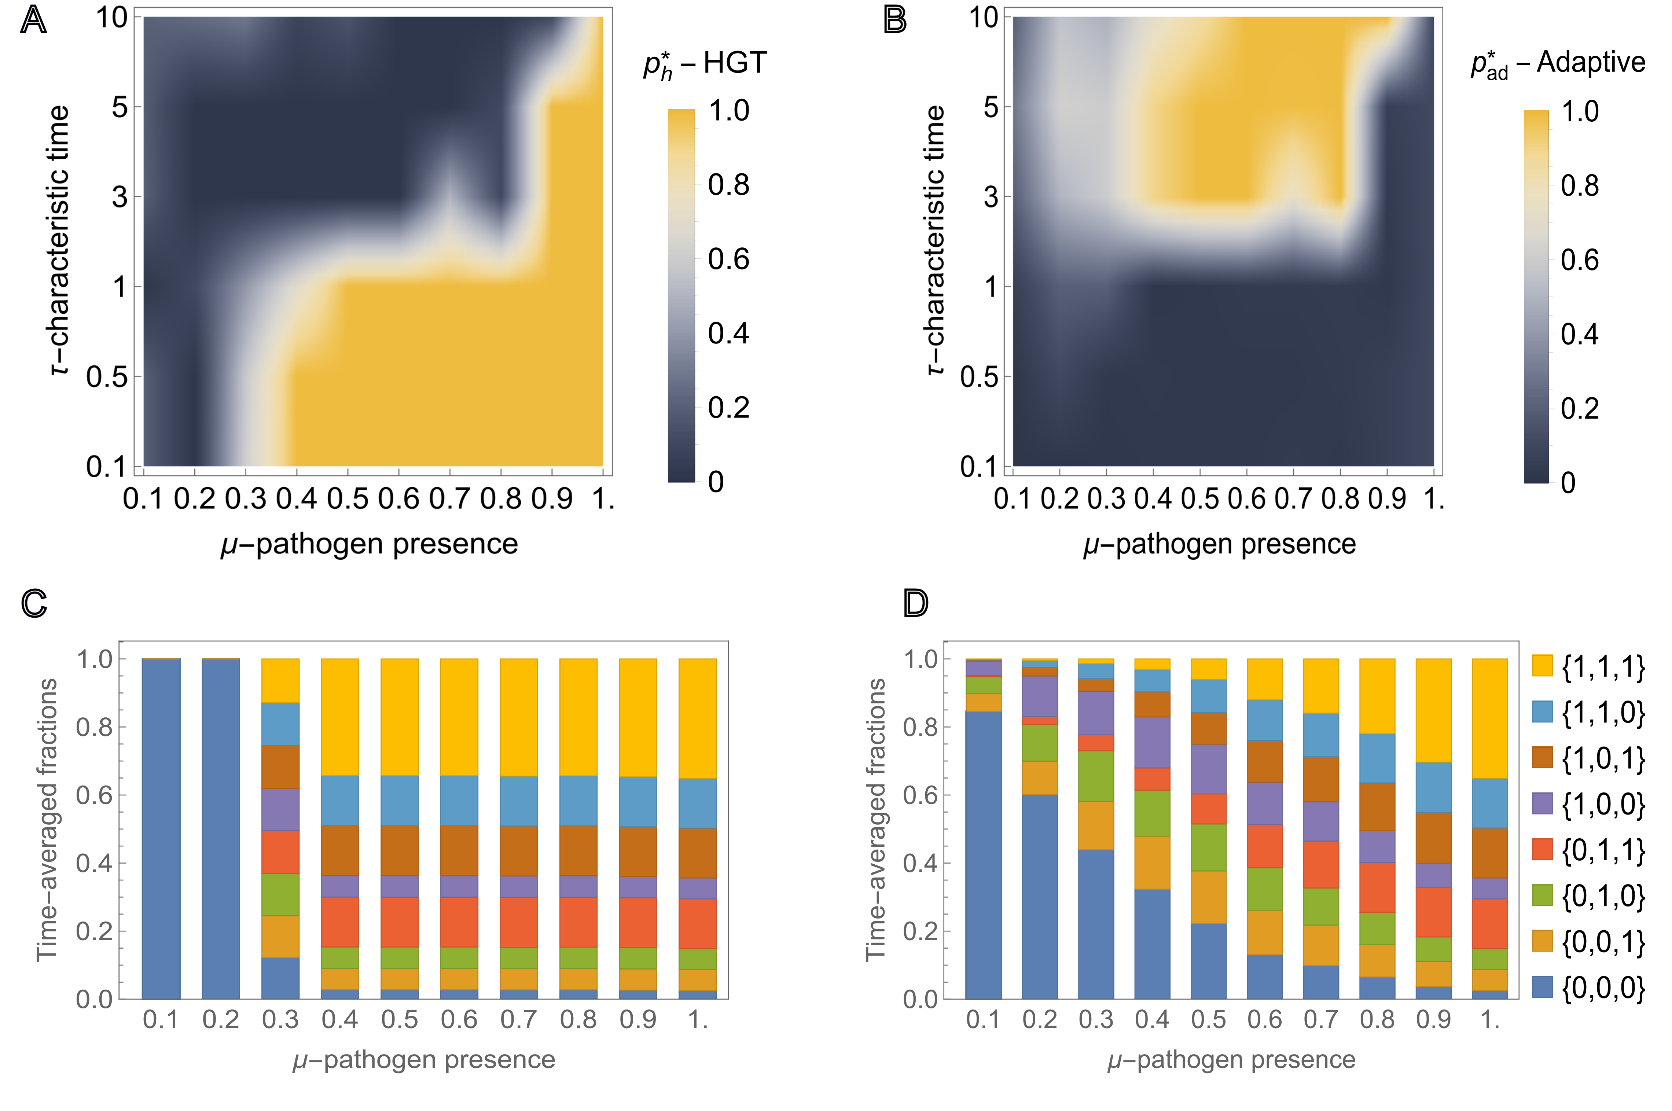 A
10
5
3
1
0.5
0.1
τ−characteristic time
0.1 0.2 0.3 0.4 0.5 0.6 0.7 0.8 0.9 1.
μ−pathogen presence
p*h − HGT
1.0
0.8
0.6
0.4
0.2
0
B
10
5
3
1
0.5
0.1
τ−characteristic time
0.1 0.2 0.3 0.4 0.5 0.6 0.7 0.8 0.9 1.
μ−pathogen presence
p*ad − Adaptive
1.0
0.8
0.6
0.4
0.2
0
C
1.0
0.8
0.6
0.4
0.2
0.0
Time−averaged fractions
0.1 0.2 0.3 0.4 0.5 0.6 0.7 0.8 0.9 1.
μ−pathogen presence
D
1.0
0.8
0.6
0.4
0.2
0.0
Time−averaged fractions
0.1 0.2 0.3 0.4 0.5 0.6 0.7 0.8 0.9 1.
μ−pathogen presence
{1,1,1}
{1,1,0}
{1,0,1}
{1,0,0}
{0,1,1}
{0,1,0}
{0,0,1}
{0,0,0}